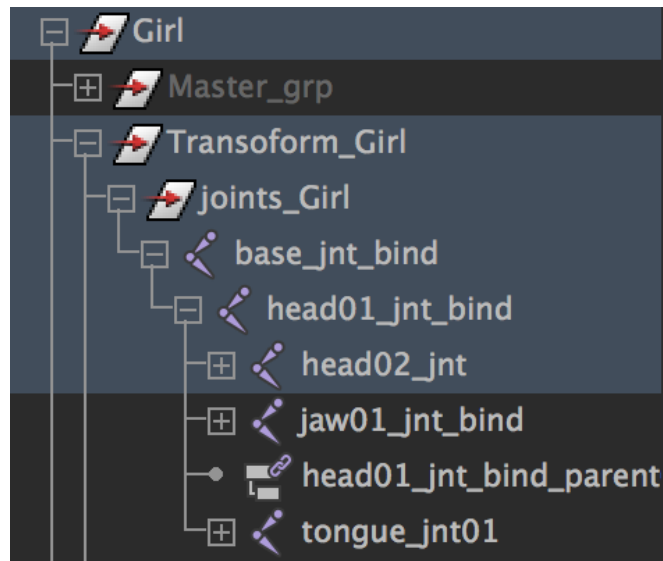 Girl
Master_grp
Transoform_Girl
joints_Girl
base_jnt_bind
head01_jnt_bind
head02_jnt
jaw01_jnt_bind
head01_jnt_bind_parent
tongue_jnt01